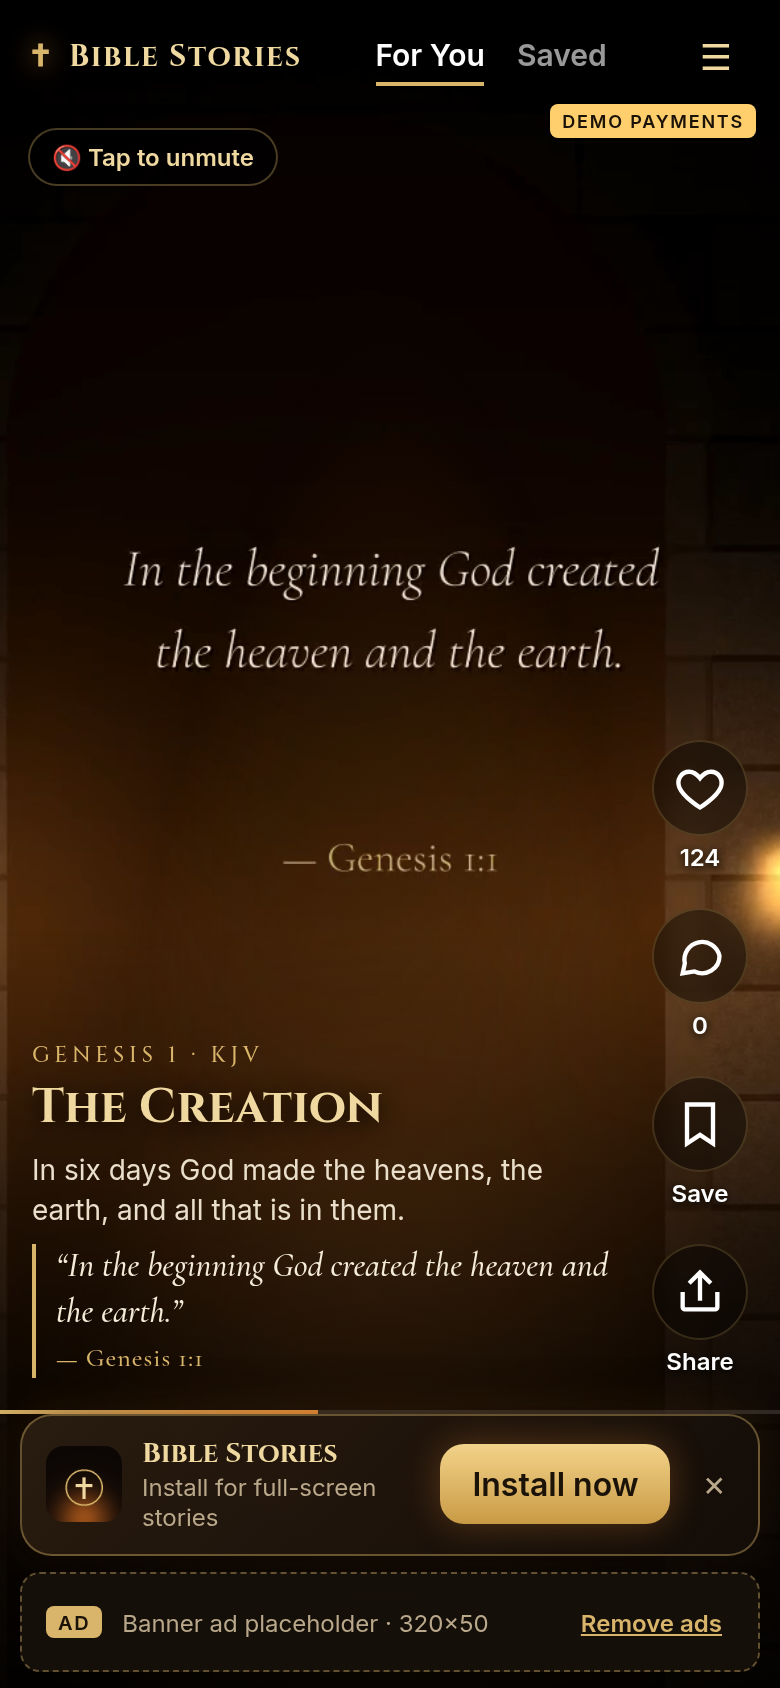 ✝ BIBLE STORIES
For You
Saved
☰
DEMO PAYMENTS
🔇 Tap to unmute
In the beginning God created
the heaven and the earth.
— Genesis 1:1
124
0
Save
Share
GENESIS 1 · KJV
THE CREATION
In six days God made the heavens, the
earth, and all that is in them.
“In the beginning God created the heaven and
the earth.”
— Genesis 1:1
BIBLE STORIES
Install for full-screen
stories
Install now
✕
AD
Banner ad placeholder · 320×50
Remove ads